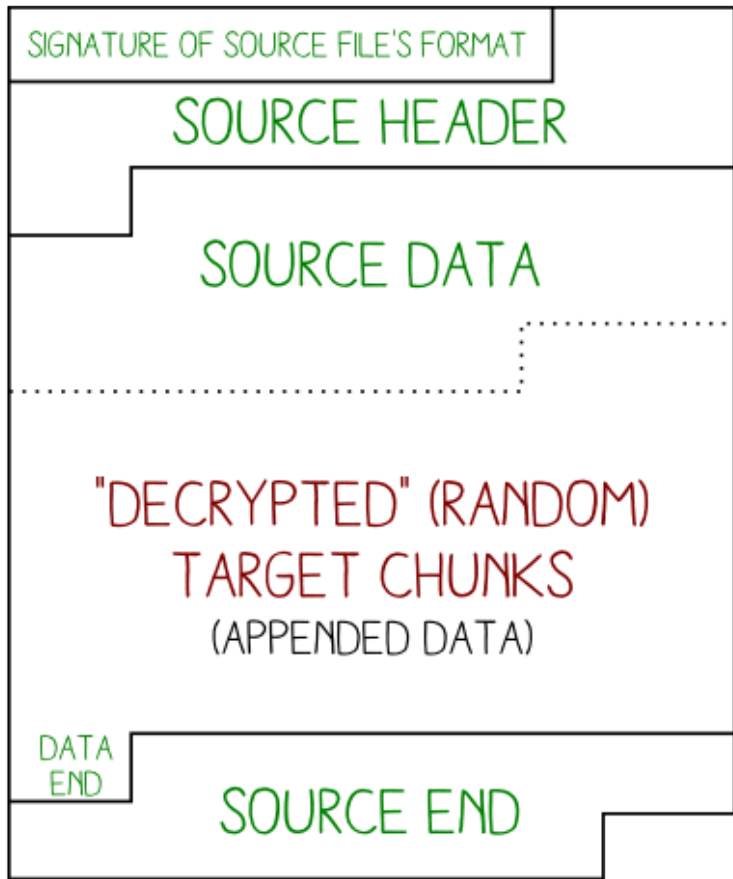 SIGNATURE OF SOURCE FILE'S FORMAT
SOURCE HEADER
SOURCE DATA
"DECRYPTED" (RANDOM)
TARGET CHUNKS
(APPENDED DATA)
DATA
END
SOURCE END